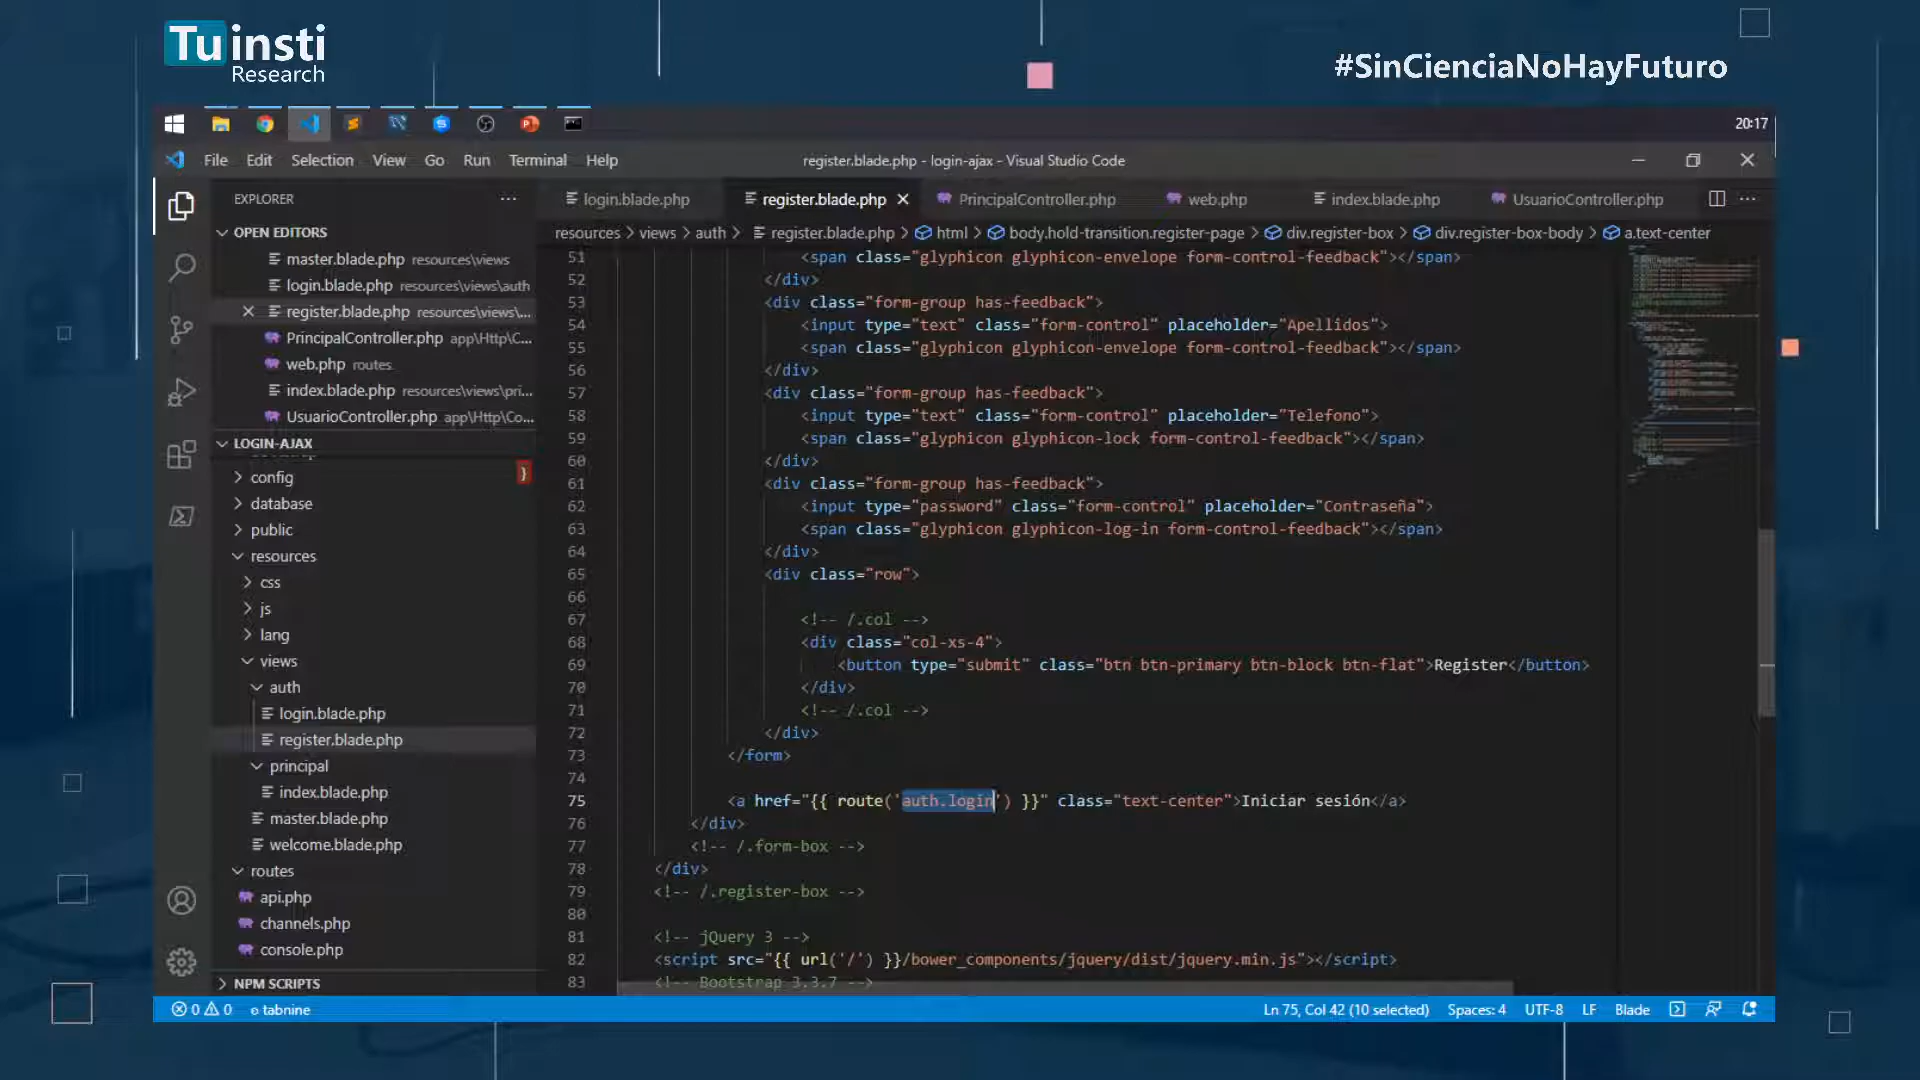 Tuinsti
Research
#SinCienciaNoHayFuturo
20:17
File Edit Selection View Go Run Terminal Help
register.blade.php - login-ajax - Visual Studio Code
EXPLORER
login.blade.php
register.blade.php
PrincipalController.php
web.php
index.blade.php
UsuarioController.php
resources > views > auth > register.blade.php > html > body.hold-transition.register-page > div.register-box > div.register-box-body > a.text-center
OPEN EDITORS
master.blade.php resources\views
login.blade.php resources\views\auth
register.blade.php resources\views\...
PrincipalController.php app\Http\C...
web.php routes
index.blade.php resources\views\pri...
UsuarioController.php app\Http\Co...
LOGIN-AJAX
config
database
public
resources
css
js
lang
views
auth
login.blade.php
register.blade.php
principal
index.blade.php
master.blade.php
welcome.blade.php
routes
api.php
channels.php
console.php
NPM SCRIPTS
51 <span class="glyphicon glyphicon-envelope form-control-feedback"></span>
52 </div>
53 <div class="form-group has-feedback">
54 <input type="text" class="form-control" placeholder="Apellidos">
55 <span class="glyphicon glyphicon-envelope form-control-feedback"></span>
56 </div>
57 <div class="form-group has-feedback">
58 <input type="text" class="form-control" placeholder="Telefono">
59 <span class="glyphicon glyphicon-lock form-control-feedback"></span>
60 </div>
61 <div class="form-group has-feedback">
62 <input type="password" class="form-control" placeholder="Contraseña">
63 <span class="glyphicon glyphicon-log-in form-control-feedback"></span>
64 </div>
65 <div class="row">
66
67 <!-- /.col -->
68 <div class="col-xs-4">
69 <button type="submit" class="btn btn-primary btn-block btn-flat">Register</button>
70 </div>
71 <!-- /.col -->
72 </div>
73 </form>
74
75 <a href="{{ route('auth.login') }}" class="text-center">Iniciar sesión</a>
76 </div>
77 <!-- /.form-box -->
78 </div>
79 <!-- /.register-box -->
80
81 <!-- jQuery 3 -->
82 <script src="{{ url('/') }}/bower_components/jquery/dist/jquery.min.js"></script>
83 <!-- Bootstrap 3.3.7 -->
0 0 tabnine
Ln 75, Col 42 (10 selected) Spaces: 4 UTF-8 LF Blade